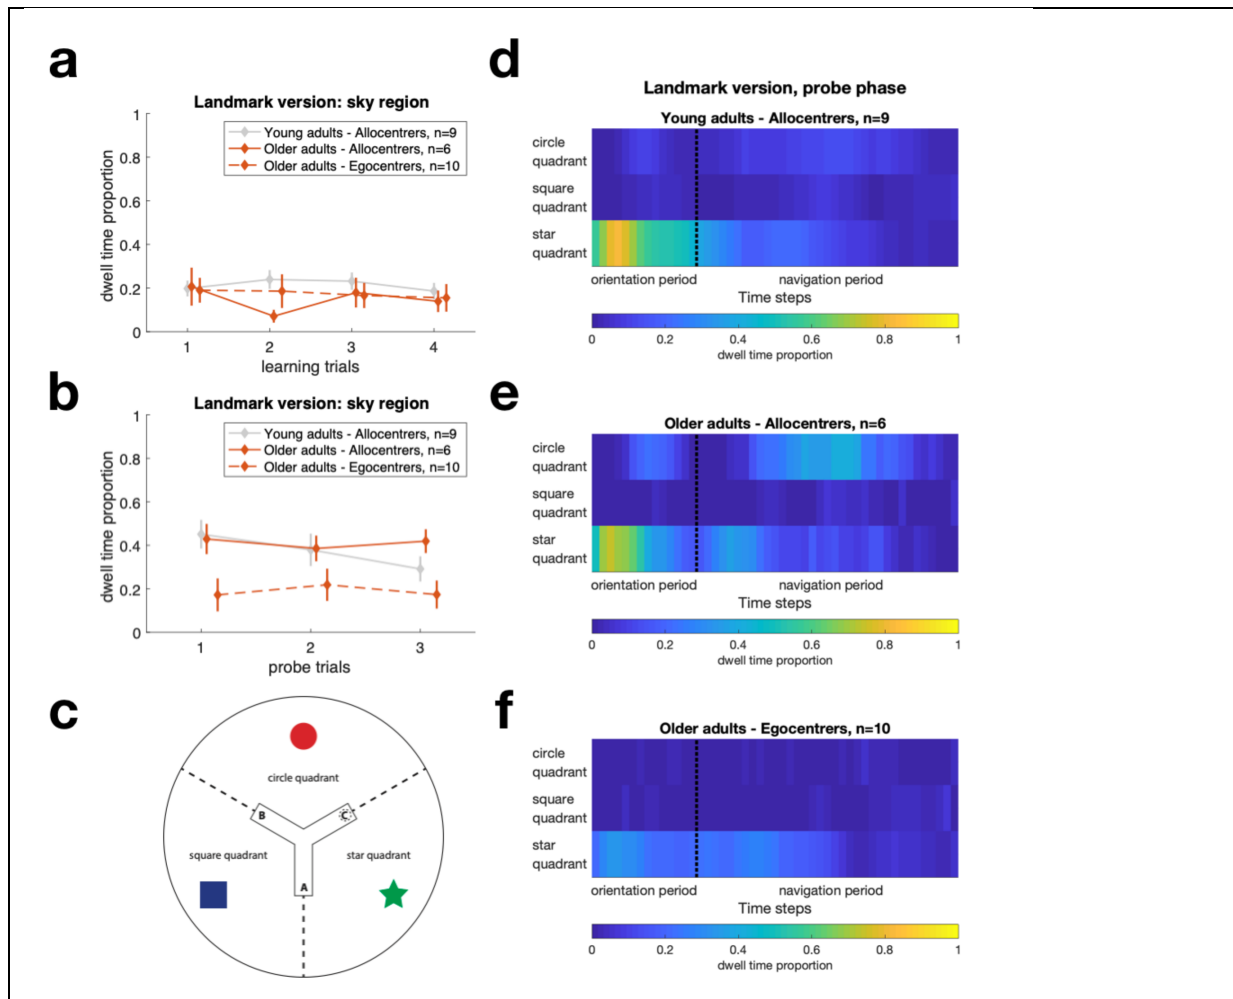 a
Landmark version: sky region
1
0.8
0.6
0.4
0.2
0
dwell time proportion
Young adults - Allocentrers, n=9
Older adults - Allocentrers, n=6
Older adults - Egocentrers, n=10
1 2 3 4
learning trials
b
Landmark version: sky region
1
0.8
0.6
0.4
0.2
0
dwell time proportion
Young adults - Allocentrers, n=9
Older adults - Allocentrers, n=6
Older adults - Egocentrers, n=10
1 2 3
probe trials
c
circle quadrant
B
C
square quadrant
star quadrant
A
d
Landmark version, probe phase
Young adults - Allocentrers, n=9
circle
quadrant
square
quadrant
star
quadrant
orientation period navigation period
Time steps
0 0.2 0.4 0.6 0.8 1
dwell time proportion
e
Older adults - Allocentrers, n=6
circle
quadrant
square
quadrant
star
quadrant
orientation period navigation period
Time steps
0 0.2 0.4 0.6 0.8 1
dwell time proportion
f
Older adults - Egocentrers, n=10
circle
quadrant
square
quadrant
star
quadrant
orientation period navigation period
Time steps
0 0.2 0.4 0.6 0.8 1
dwell time proportion